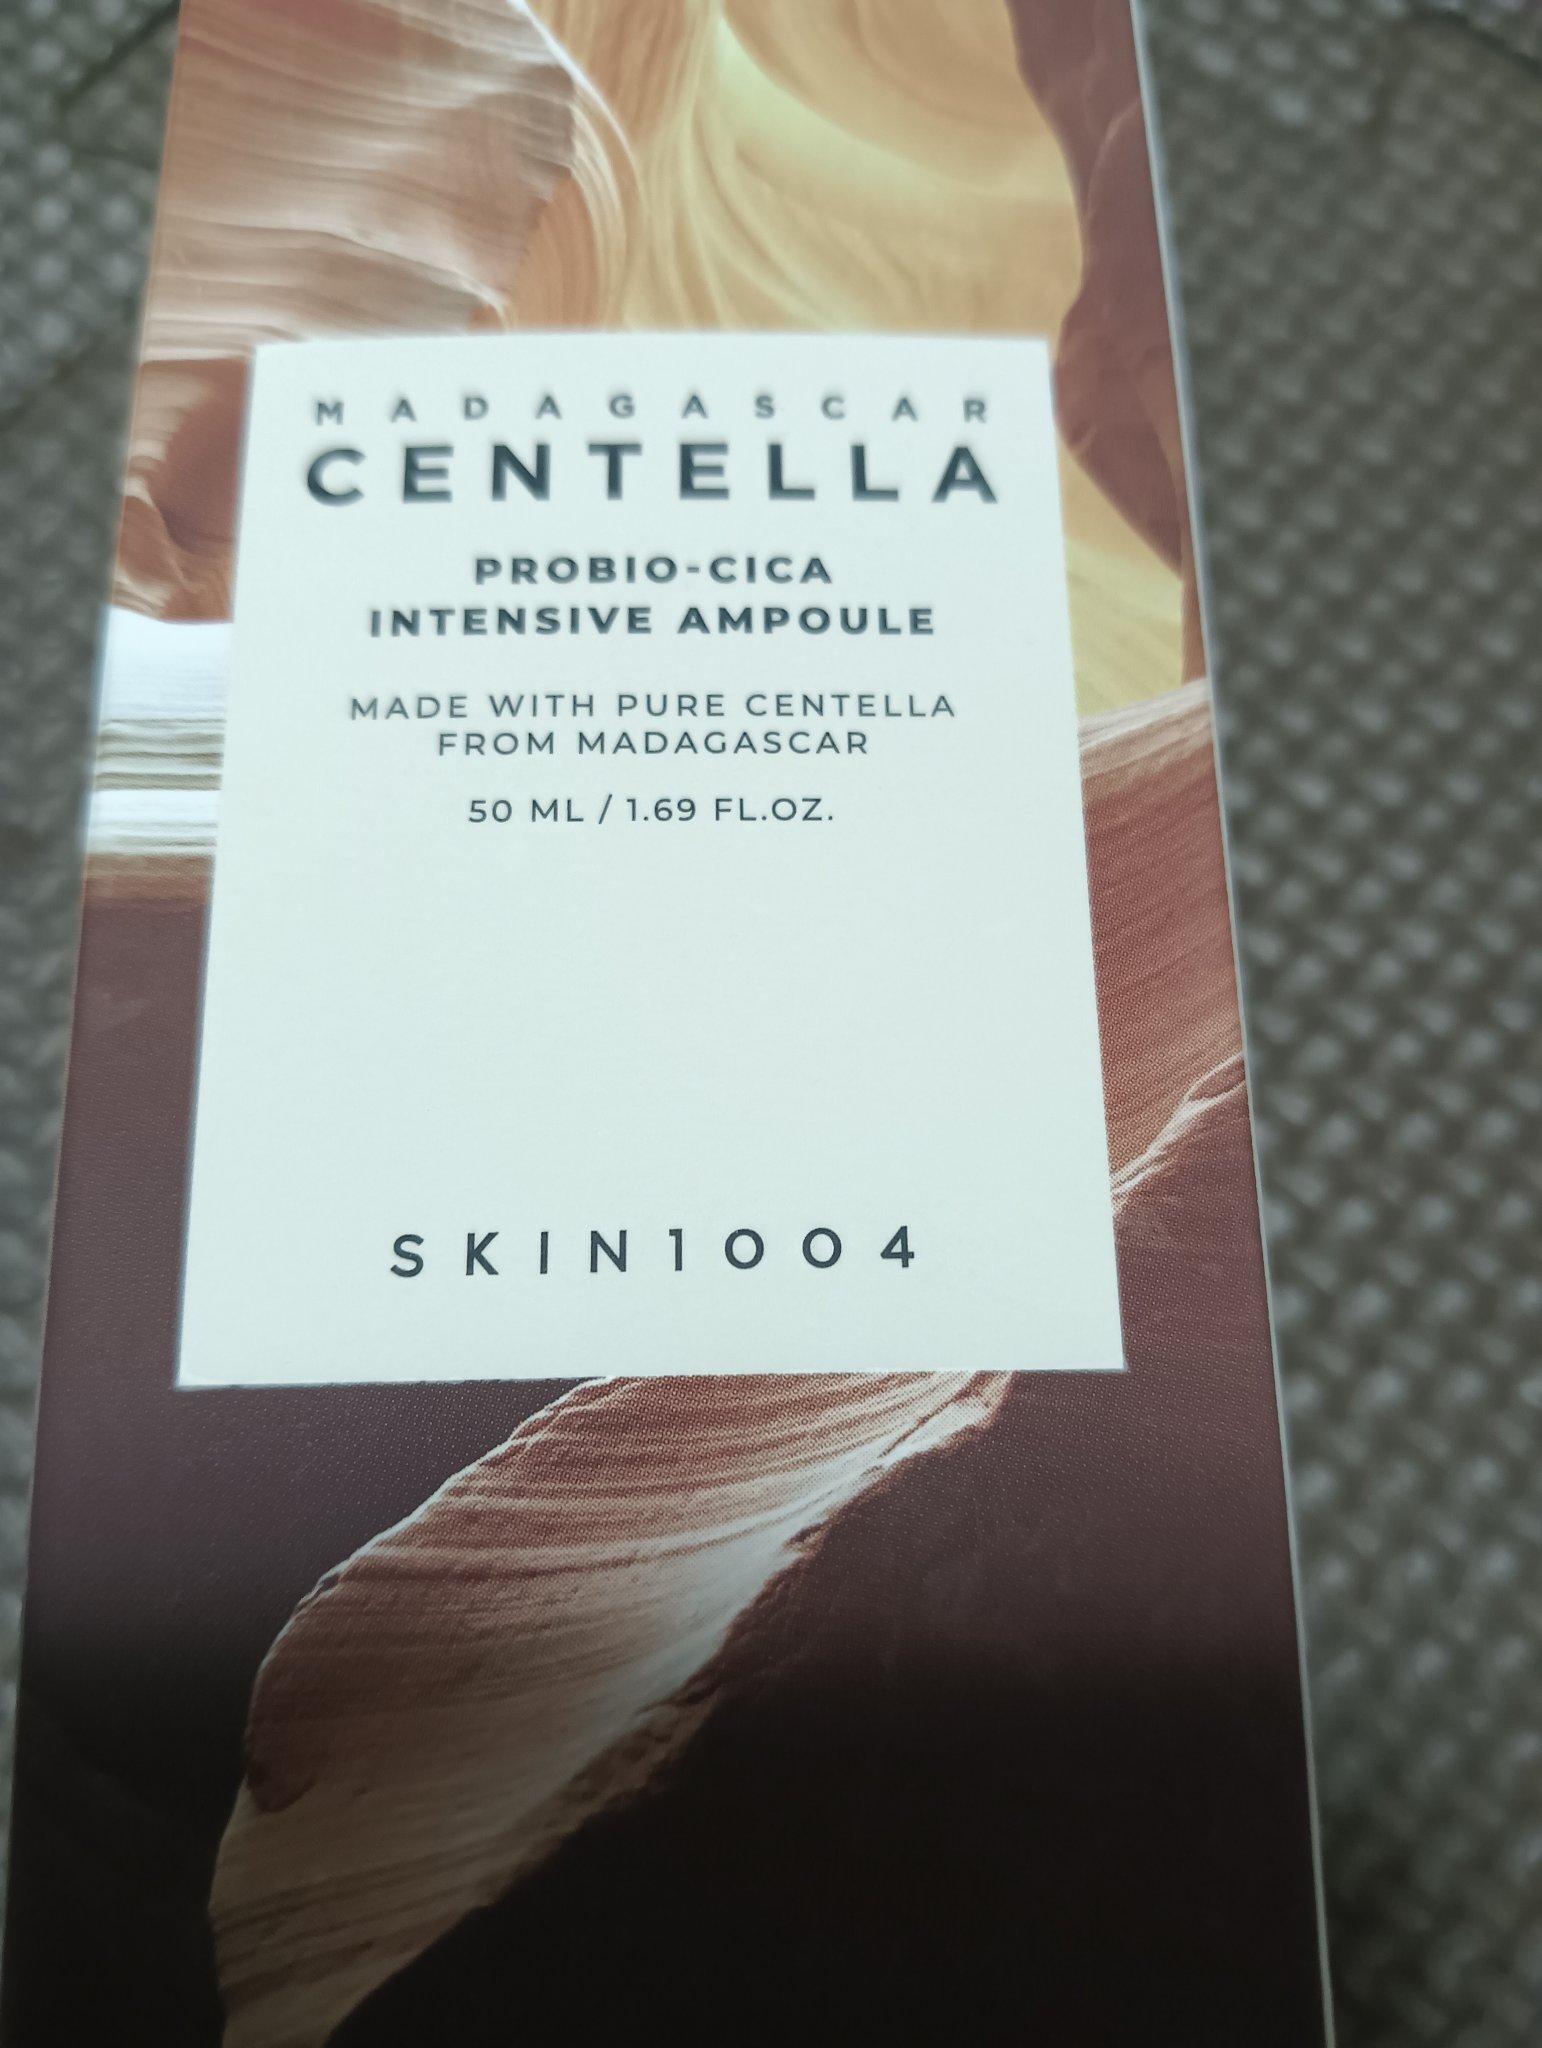 MADAGASCAR
CENTELLA
PROBIO-CICA
INTENSIVE AMPOULE
MADE WITH PURE CENTELLA
FROM MADAGASCAR
50 ML / 1.69 FL.OZ.
SKIN1004